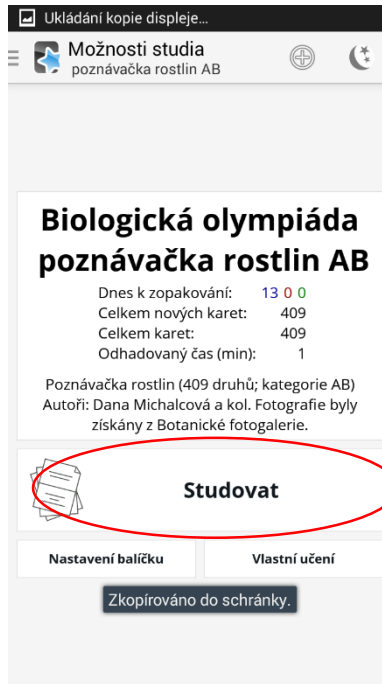 Ukládání kopie displeje...
Možnosti studia
poznávačka rostlin AB
Biologická olympiáda
poznávačka rostlin AB
Dnes k zopakování: 13 0 0
Celkem nových karet: 409
Celkem karet: 409
Odhadovaný čas (min): 1
Poznávačka rostlin (409 druhů; kategorie AB)
Autoři: Dana Michalcová a kol. Fotografie byly
získány z Botanické fotogalerie.
Studovat
Nastavení balíčku Vlastní učení
Zkopírováno do schránky.